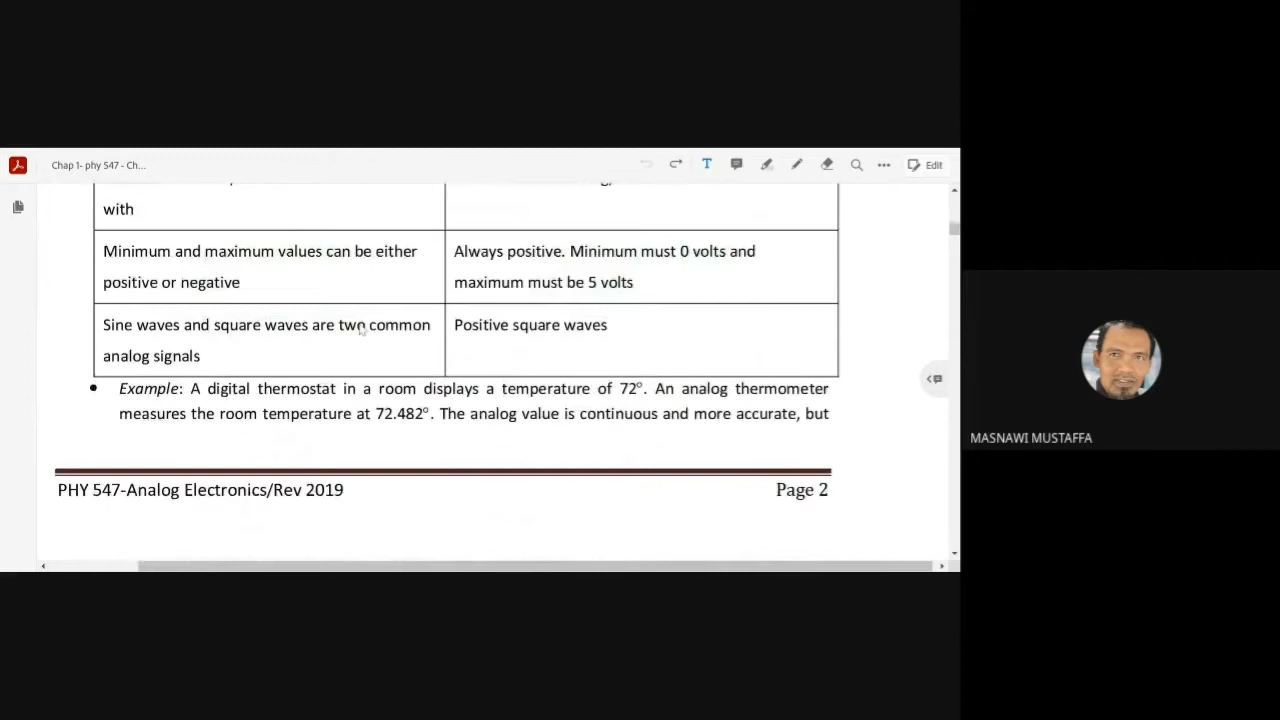 Chap 1- phy 547 - Ch...
T
Edit
with
Minimum and maximum values can be either
positive or negative
Always positive. Minimum must 0 volts and
maximum must be 5 volts
Sine waves and square waves are two common
analog signals
Positive square waves
• Example: A digital thermostat in a room displays a temperature of 72°. An analog thermometer
measures the room temperature at 72.482°. The analog value is continuous and more accurate, but
PHY 547-Analog Electronics/Rev 2019
Page 2
MASNAWI MUSTAFFA